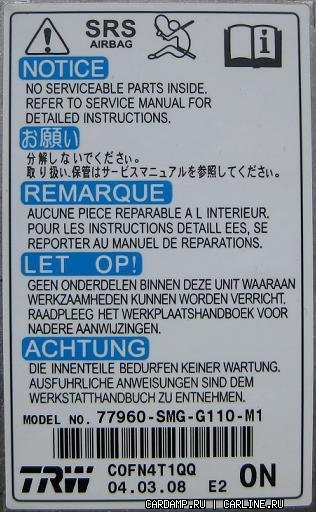 SRS
AIRBAG
NOTICE
NO SERVICEABLE PARTS INSIDE.
REFER TO SERVICE MANUAL FOR
DETAILED INSTRUCTIONS.
お願い
分解しないでください。
取り扱い、保管はサービスマニュアルを参照してください。
REMARQUE
AUCUNE PIECE REPARABLE A L INTERIEUR.
POUR LES INSTRUCTIONS DETAILL EES, SE
REPORTER AU MANUEL DE REPARATIONS.
LET OP!
GEEN ONDERDELEN BINNEN DEZE UNIT WAARAAN
WERKZAAMHEDEN KUNNEN WORDEN VERRICHT.
RAADPLEEG HET WERKPLAATSHANDBOEK VOOR
NADERE AANWIJZINGEN.
ACHTUNG
DIE INNENTEILE BEDURFEN KEINER WARTUNG.
AUSFUHRLICHE ANWEISUNGEN SIND DEM
WERKSTATTHANDBUCH ZU ENTNEHMEN.
MODEL NO. 77960-SMG-G110-M1
TRW COFN4T1QQ
04.03.08 E2 0N
CARDAMP.RU | CARLINE.RU